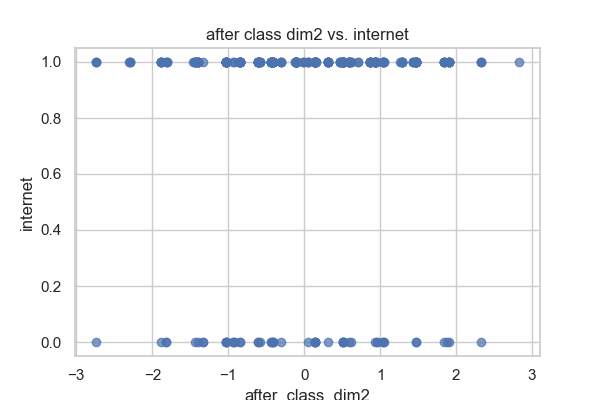 after class dim2 vs. internet
1.0
0.8
0.6
0.4
0.2
0.0
internet
−3 −2 −1 0 1 2 3
after_class_dim2